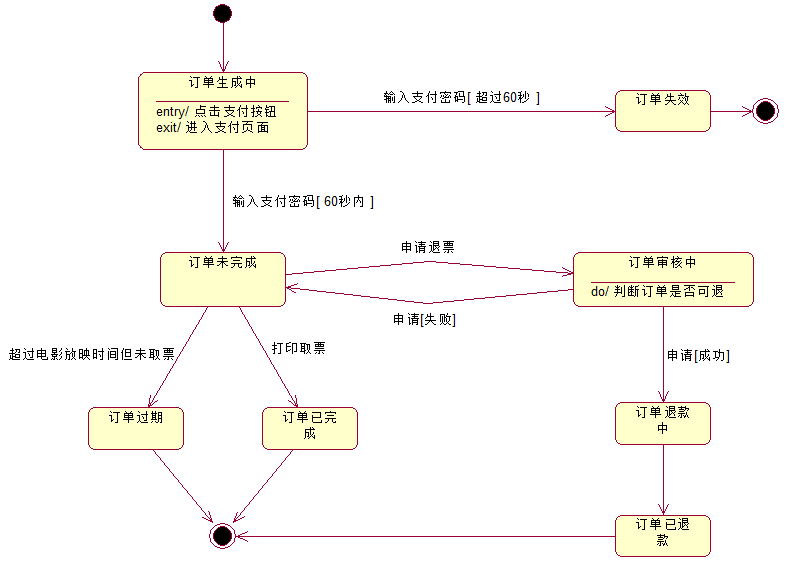 订单生成中
entry/ 点击支付按钮
exit/ 进入支付页面
输入支付密码[ 超过60秒 ]
订单失效
输入支付密码[ 60秒内 ]
订单未完成
申请退票
订单审核中
do/ 判断订单是否可退
申请[失败]
超过电影放映时间但未取票
打印取票
申请[成功]
订单过期
订单已完
成
订单退款
中
订单已退
款